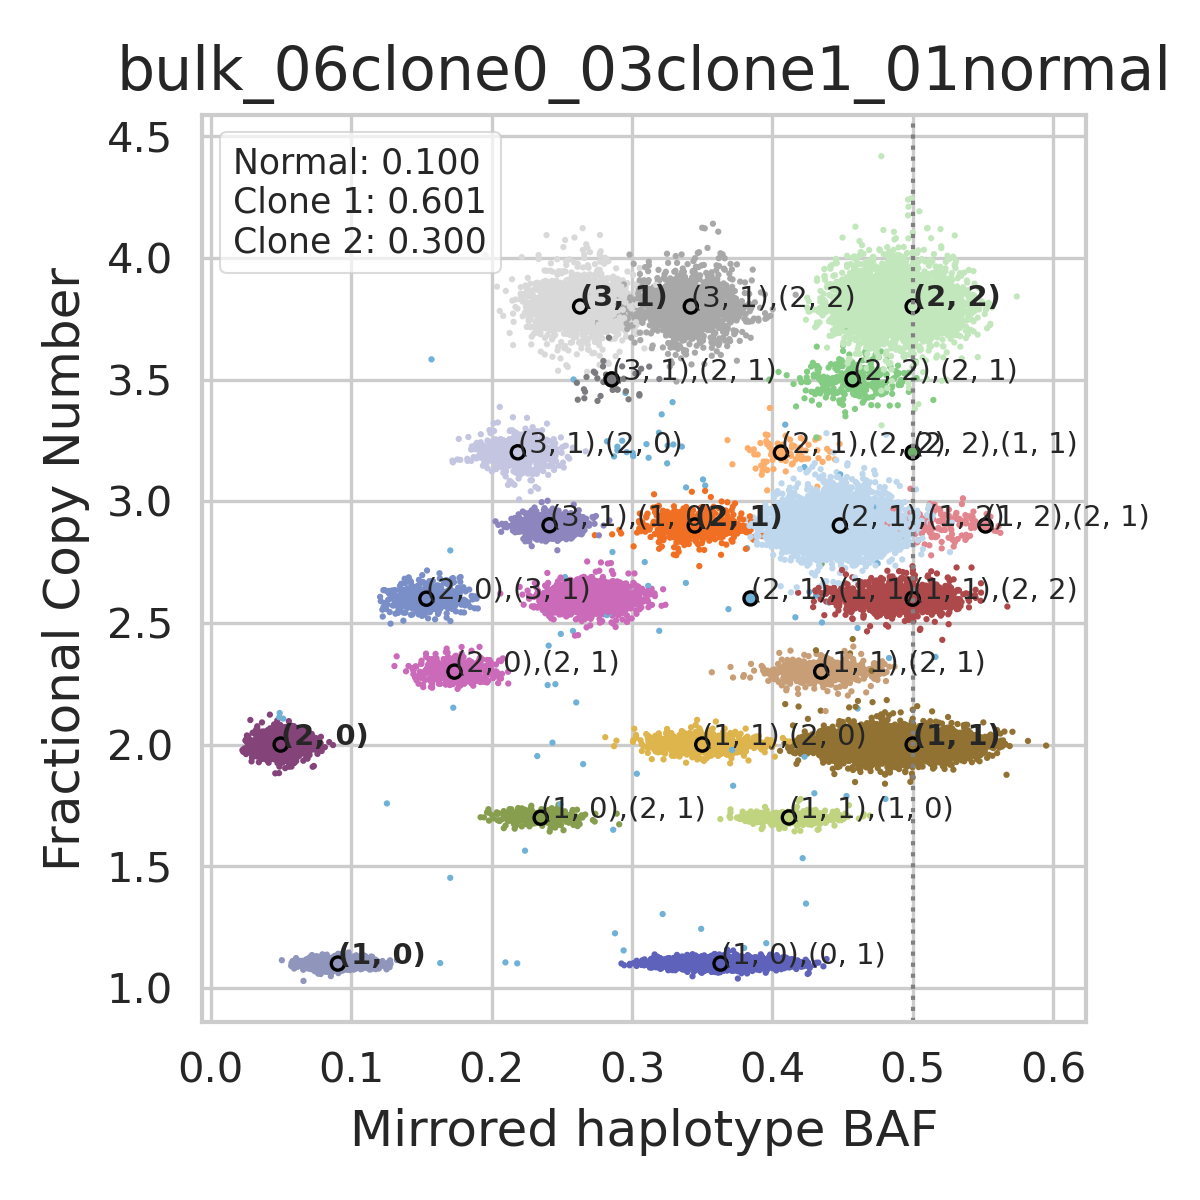 bulk_06clone0_03clone1_01normal
Normal: 0.100
Clone 1: 0.601
Clone 2: 0.300
Fractional Copy Number
4.5
4.0
3.5
3.0
2.5
2.0
1.5
1.0
(3, 1)
(3, 1),(2, 2)
(2, 2)
(3, 1),(2, 1)
(2, 2),(2, 1)
(3, 1),(2, 0)
(2, 1),(2, 2)
(2, 2),(1, 1)
(3, 1),(1, 0)
(2, 1)
(2, 1),(1, 2)
(1, 2),(2, 1)
(2, 0),(3, 1)
(2, 1),(1, 1)
(1, 1),(2, 2)
(2, 0),(2, 1)
(1, 1),(2, 1)
(2, 0)
(1, 1),(2, 0)
(1, 1)
(1, 0),(2, 1)
(1, 1),(1, 0)
(1, 0)
(1, 0),(0, 1)
0.0 0.1 0.2 0.3 0.4 0.5 0.6
Mirrored haplotype BAF